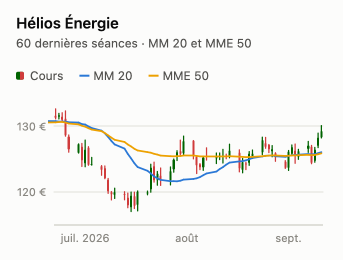 Hélios Énergie
60 dernières séances · MM 20 et MME 50
Cours MM 20 MME 50
130 €
120 €
juil. 2026 août sept.